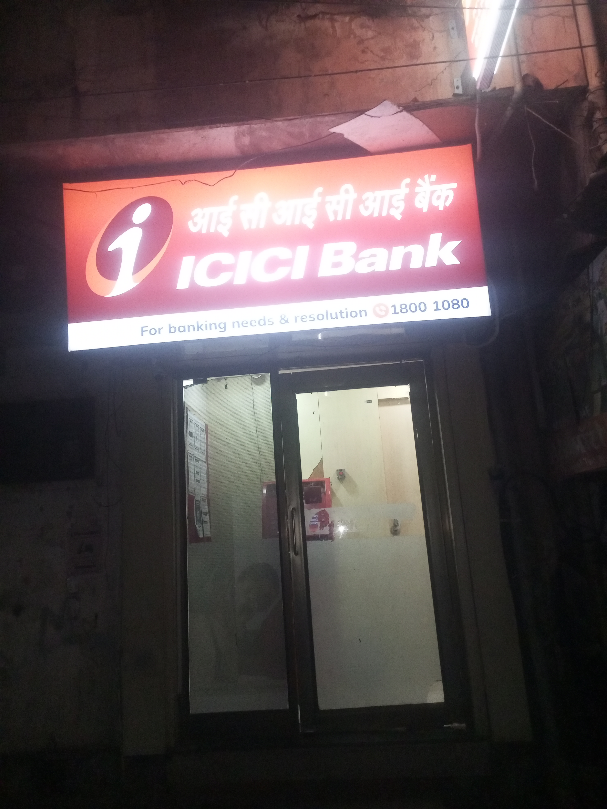 आई सी आई सी आई बैंक
ICICI Bank
For banking needs & resolution 1800 1080